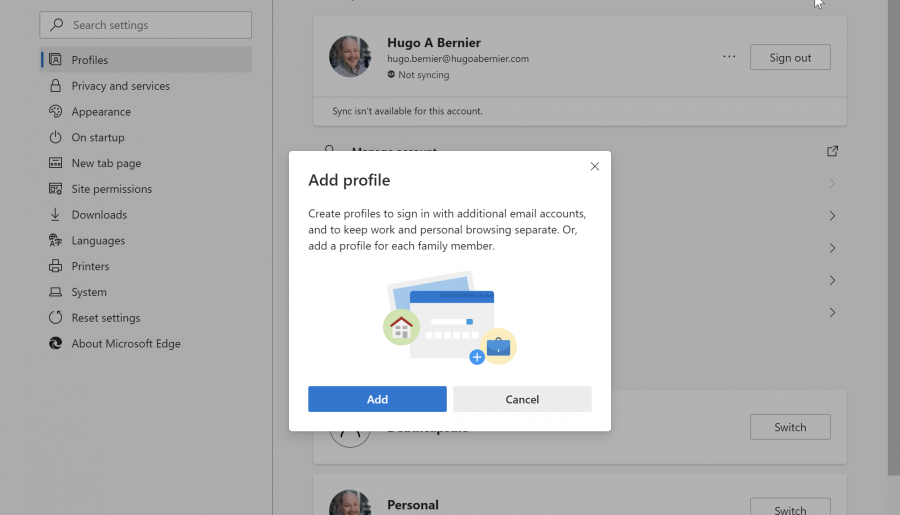 Search settings
Profiles
Privacy and services
Appearance
On startup
New tab page
Site permissions
Downloads
Languages
Printers
System
Reset settings
About Microsoft Edge
Hugo A Bernier
hugo.bernier@hugoabernier.com
Not syncing
Sign out
Sync isn't available for this account.
Manage account
Add profile
Create profiles to sign in with additional email accounts,
and to keep work and personal browsing separate. Or,
add a profile for each family member.
Add
Cancel
Switch
Personal
Switch